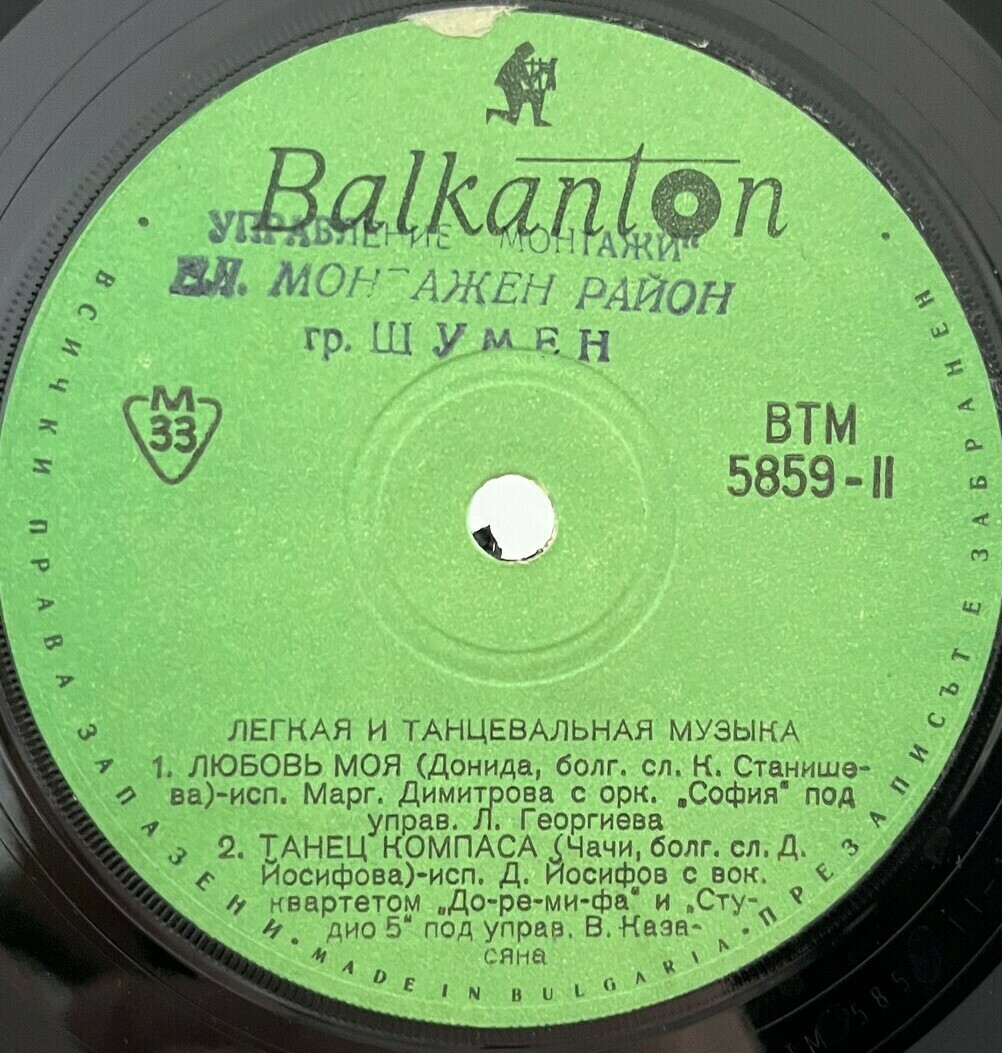 Balkanton
УПРАВЛЕНИЕ "МОНТАЖИ"
ВЛ. МОНТАЖЕН РАЙОН
гр. ШУМЕН
М
33
ВТМ
5859-II
ЛЕГКАЯ И ТАНЦЕВАЛЬНАЯ МУЗЫКА
1. ЛЮБОВЬ МОЯ (Донида, болг. сл. К. Станише-
ва)-исп. Марг. Димитрова с орк. „София" под
управ. Л. Георгиева
2. ТАНЕЦ КОМПАСА (Чачи, болг. сл. Д.
Йосифова)-исп. Д. Йосифов с вок.
квартетом „До-ре-ми-фа" и „Сту-
дио 5" под управ. В. Каза-
сяна
ВСИЧКИ ПРАВА ЗАПАЗЕНИ • MADE IN BULGARIA • ПРЕЗАПИСЪТ Е ЗАБРАНЕН